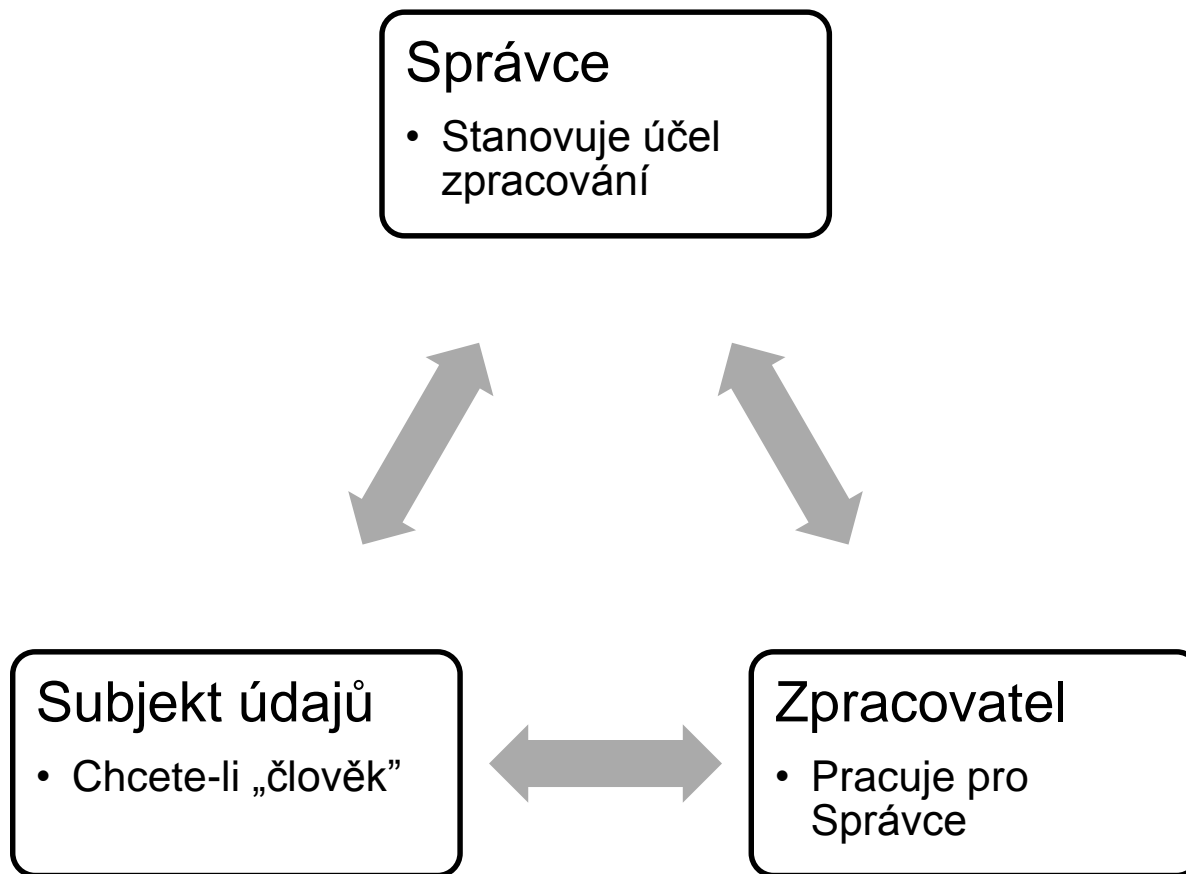 Správce
• Stanovuje účel
zpracování
Subjekt údajů
• Chcete-li „člověk”
Zpracovatel
• Pracuje pro
Správce